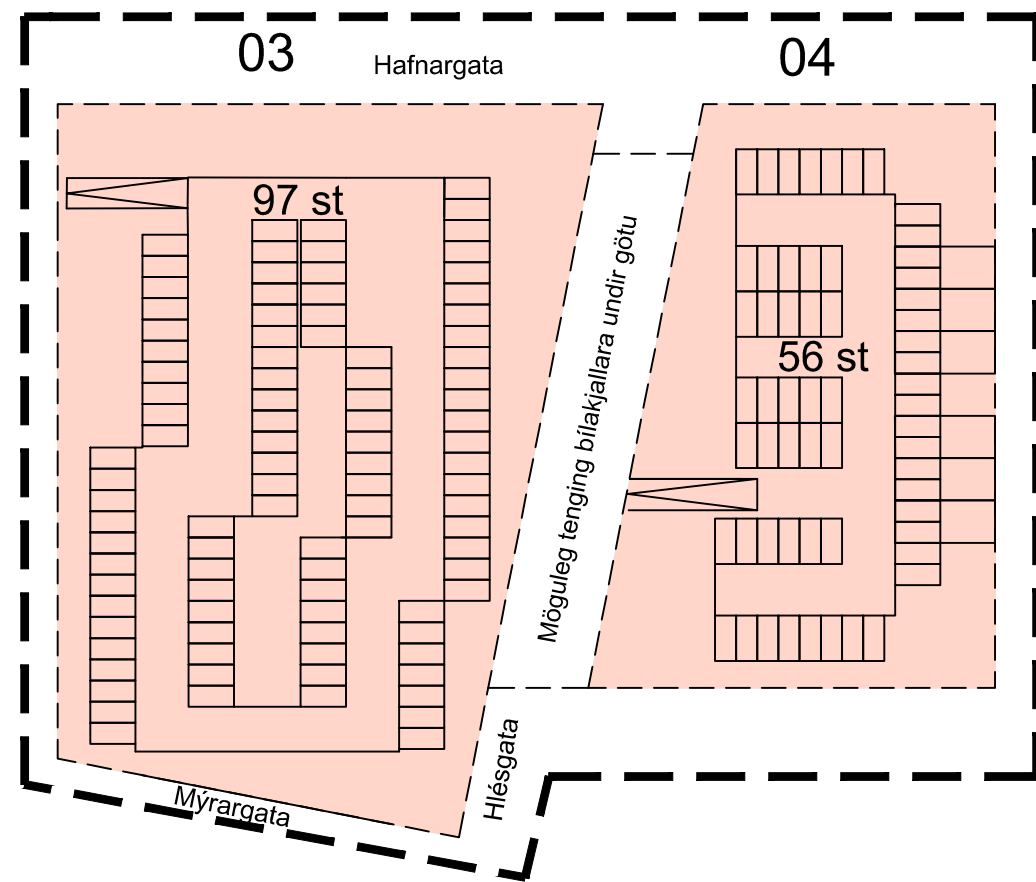 03
04
Hafnargata
97 st
Möguleg tenging bílakjallara undir götu
56 st
Hlésgata
Mýrargata